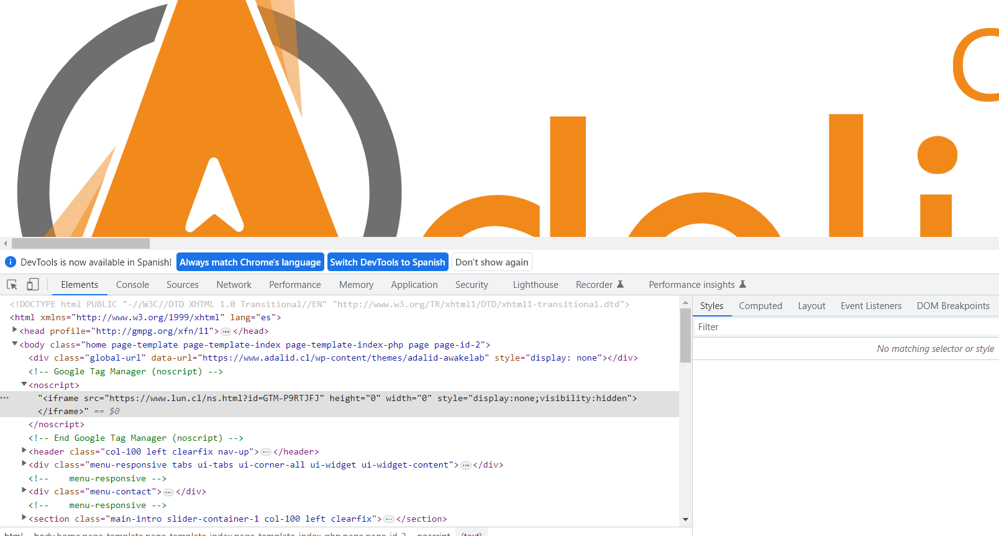 dali
DevTools is now available in Spanish! Always match Chrome's language Switch DevTools to Spanish Don't show again
Elements Console Sources Network Performance Memory Application Security Lighthouse Recorder Performance insights
<!DOCTYPE html PUBLIC "-//W3C//DTD XHTML 1.0 Transitional//EN" "http://www.w3.org/TR/xhtml1/DTD/xhtml1-transitional.dtd">
<html xmlns="http://www.w3.org/1999/xhtml" lang="es">
<head profile="http://gmpg.org/xfn/11">…</head>
<body class="home page-template page-template-index page-template-index-php page page-id-2">
<div class="global-url" data-url="https://www.adalid.cl/wp-content/themes/adalid-awakelab" style="display: none"></div>
<!-- Google Tag Manager (noscript) -->
<noscript>
"<iframe src="https://www.lun.cl/ns.html?id=GTM-P9RTJFJ" height="0" width="0" style="display:none;visibility:hidden">
</iframe>" == $0
</noscript>
<!-- End Google Tag Manager (noscript) -->
<header class="col-100 left clearfix nav-up">…</header>
<div class="menu-responsive tabs ui-tabs ui-corner-all ui-widget ui-widget-content">…</div>
<!-- menu-responsive -->
<div class="menu-contact">…</div>
<!-- menu-responsive -->
<section class="main-intro slider-container-1 col-100 left clearfix">…</section>
html body.home.page-template.page-template-index.page-template-index-php.page.page-id-2 noscript (text)
Styles Computed Layout Event Listeners DOM Breakpoints
Filter
No matching selector or style